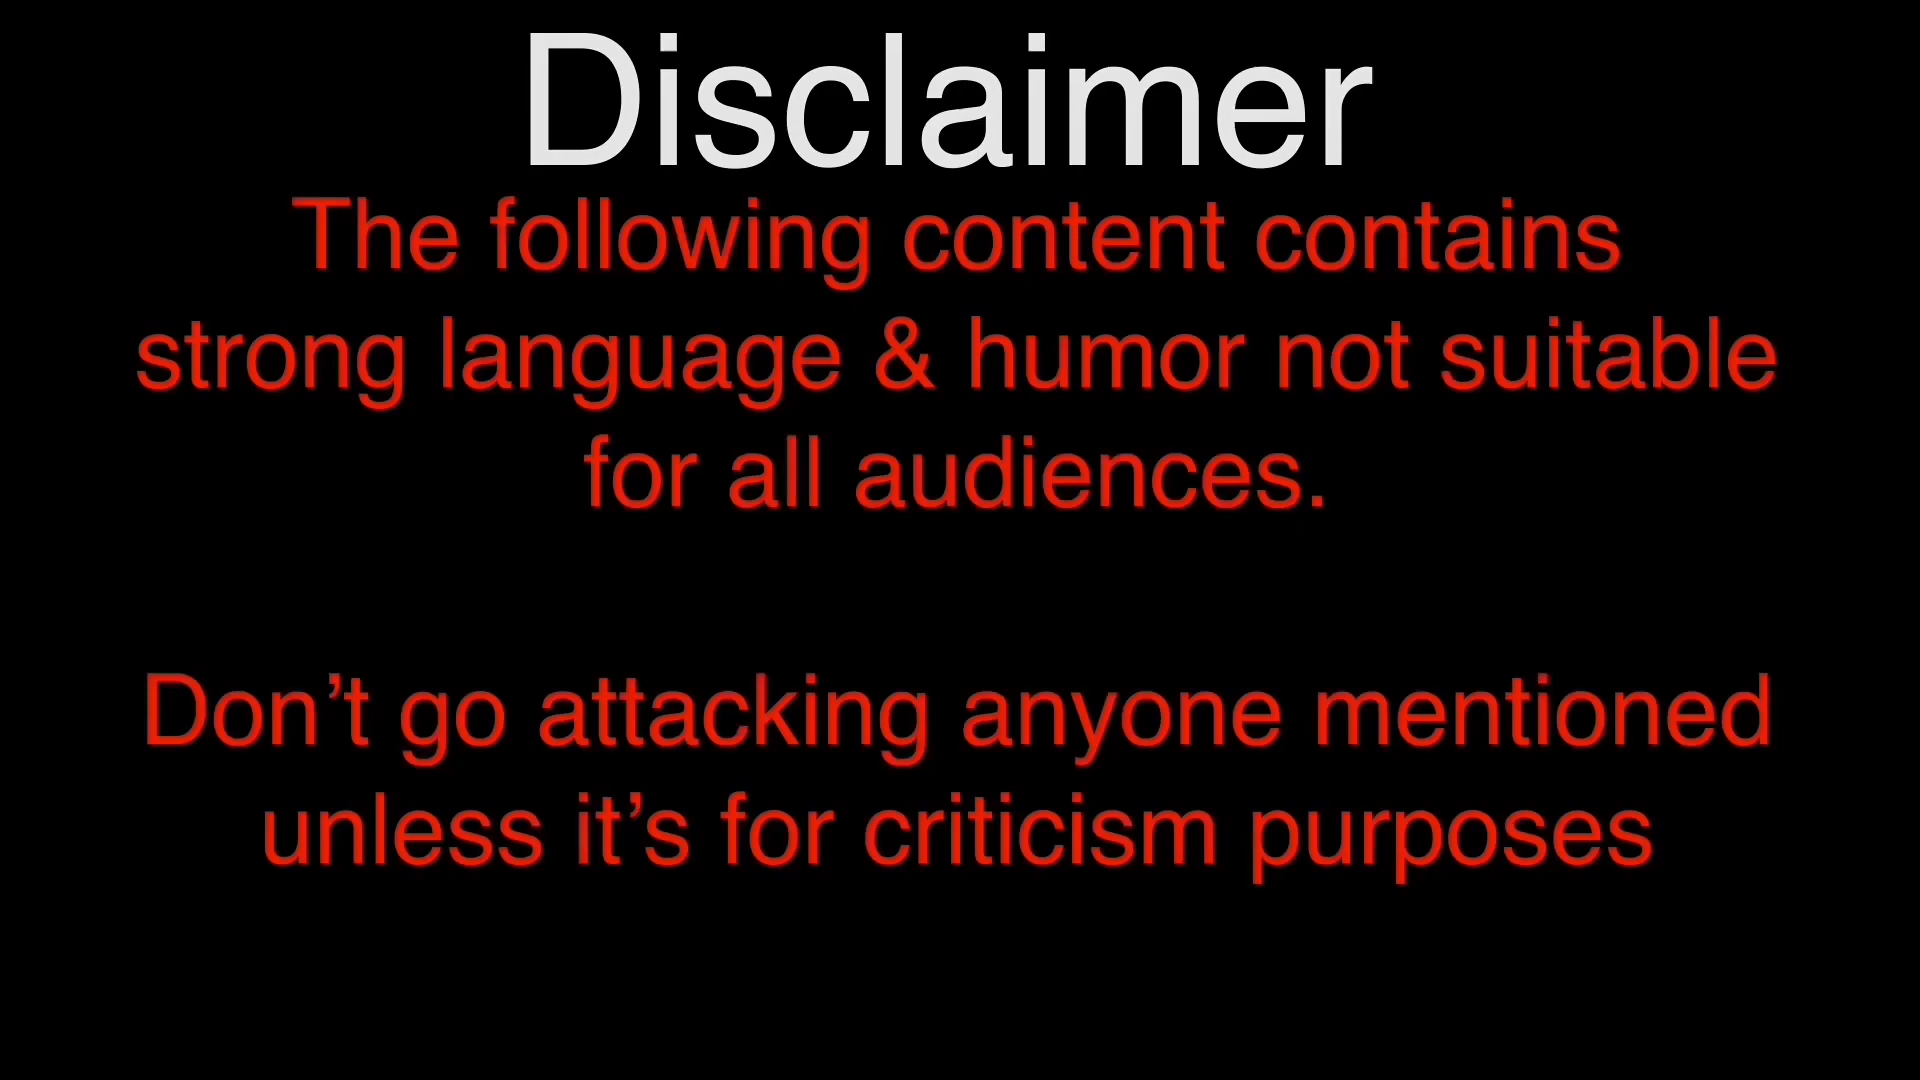 Disclaimer
The following content contains
strong language & humor not suitable
for all audiences.
Don’t go attacking anyone mentioned
unless it’s for criticism purposes